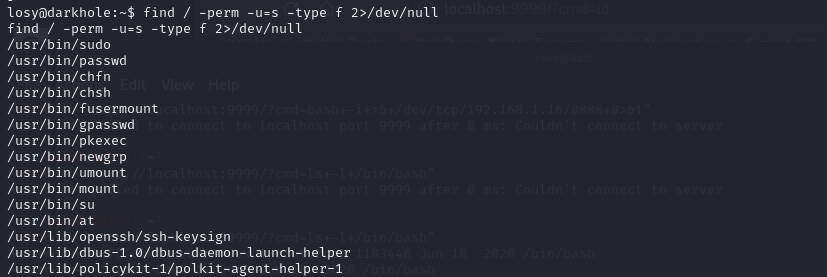 losy@darkhole:~$ find / -perm -u=s -type f 2>/dev/null
find / -perm -u=s -type f 2>/dev/null
/usr/bin/sudo
/usr/bin/passwd
/usr/bin/chfn
/usr/bin/chsh
/usr/bin/fusermount
/usr/bin/gpasswd
/usr/bin/pkexec
/usr/bin/newgrp
/usr/bin/umount
/usr/bin/mount
/usr/bin/su
/usr/bin/at
/usr/lib/openssh/ssh-keysign
/usr/lib/dbus-1.0/dbus-daemon-launch-helper
/usr/lib/policykit-1/polkit-agent-helper-1